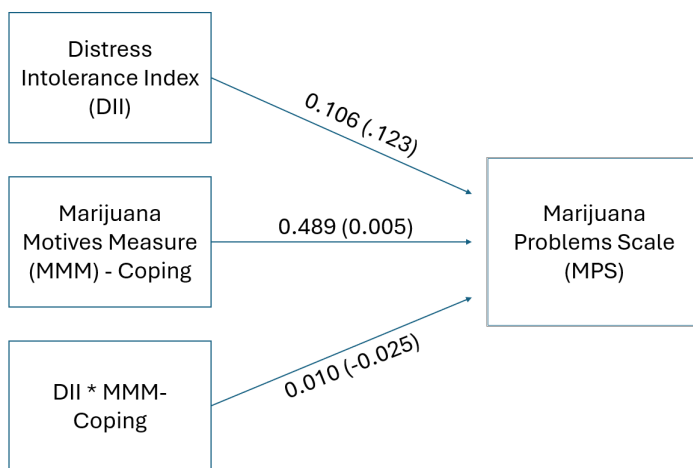 Distress
Intolerance Index
(DII)
0.106 (.123)
Marijuana
Motives Measure
(MMM) - Coping
0.489 (0.005)
Marijuana
Problems Scale
(MPS)
DII * MMM-
Coping
0.010 (-0.025)